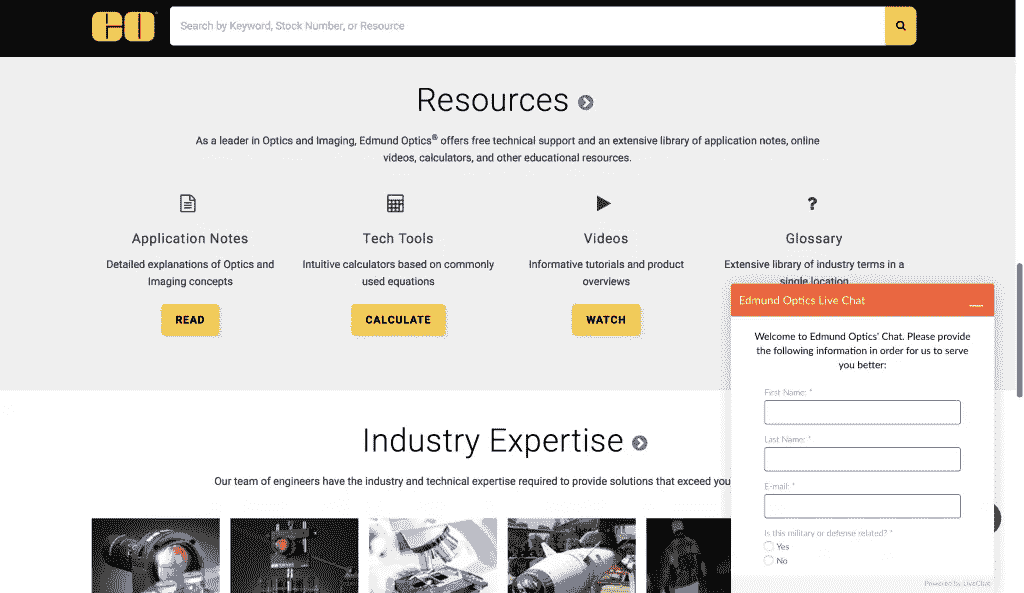 EO
Search by Keyword, Stock Number, or Resource
Resources
As a leader in Optics and Imaging, Edmund Optics® offers free technical support and an extensive library of application notes, online
videos, calculators, and other educational resources.
Application Notes
Detailed explanations of Optics and
Imaging concepts
READ
Tech Tools
Intuitive calculators based on commonly
used equations
CALCULATE
Videos
Informative tutorials and product
overviews
WATCH
?
Glossary
Extensive library of industry terms in a
single location
Industry Expertise
Our team of engineers have the industry and technical expertise required to provide solutions that exceed you
Edmund Optics Live Chat
Welcome to Edmund Optics' Chat. Please provide
the following information in order for us to serve
you better:
First Name: *
Last Name: *
E-mail: *
Is this military or defense related? *
Yes
No
Powered by LiveChat